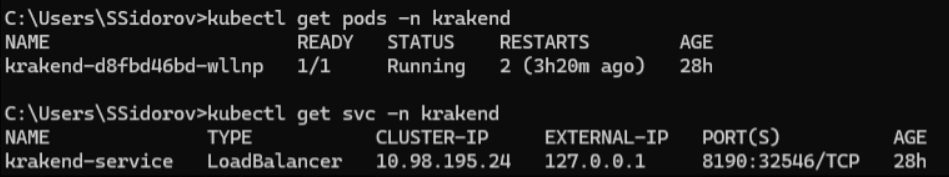 C:\Users\SSidorov>kubectl get pods -n krakend
NAME READY STATUS RESTARTS AGE
krakend-d8fbd46bd-wllnp 1/1 Running 2 (3h20m ago) 28h
C:\Users\SSidorov>kubectl get svc -n krakend
NAME TYPE CLUSTER-IP EXTERNAL-IP PORT(S) AGE
krakend-service LoadBalancer 10.98.195.24 127.0.0.1 8190:32546/TCP 28h